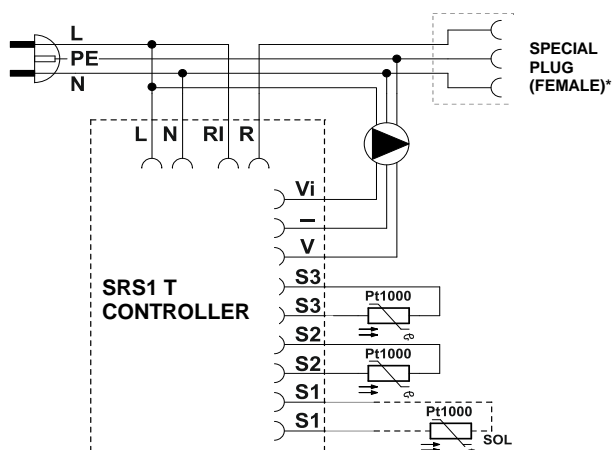 L
PE
N
SPECIAL
PLUG
(FEMALE)*
L N RI R
Vi
–
V
S3
SRS1 T
CONTROLLER
S3
Pt1000
S2
S2
Pt1000
S1
S1
Pt1000
SOL